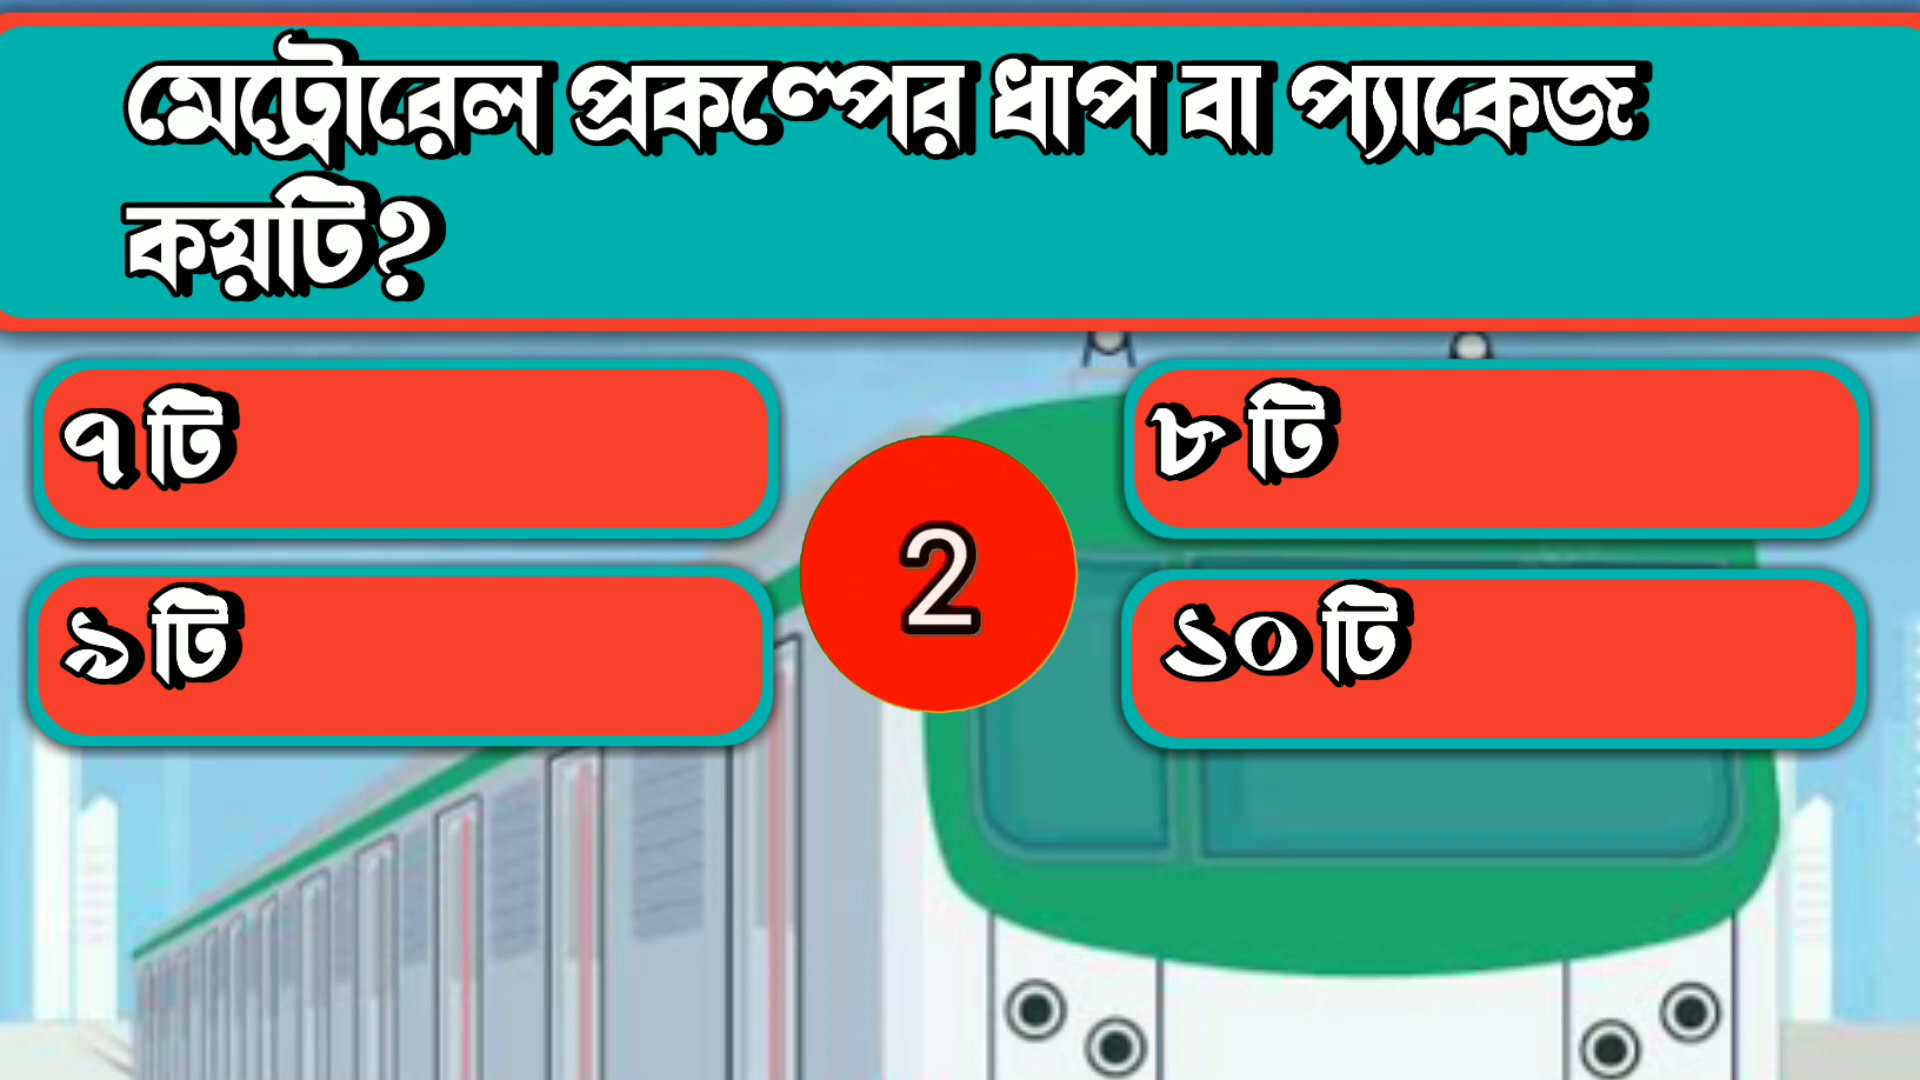 মেট্রোরেল প্রকল্পের ধাপ বা প্যাকেজ
কয়টি?
৭ টি
৮ টি
2
৯ টি
১০ টি